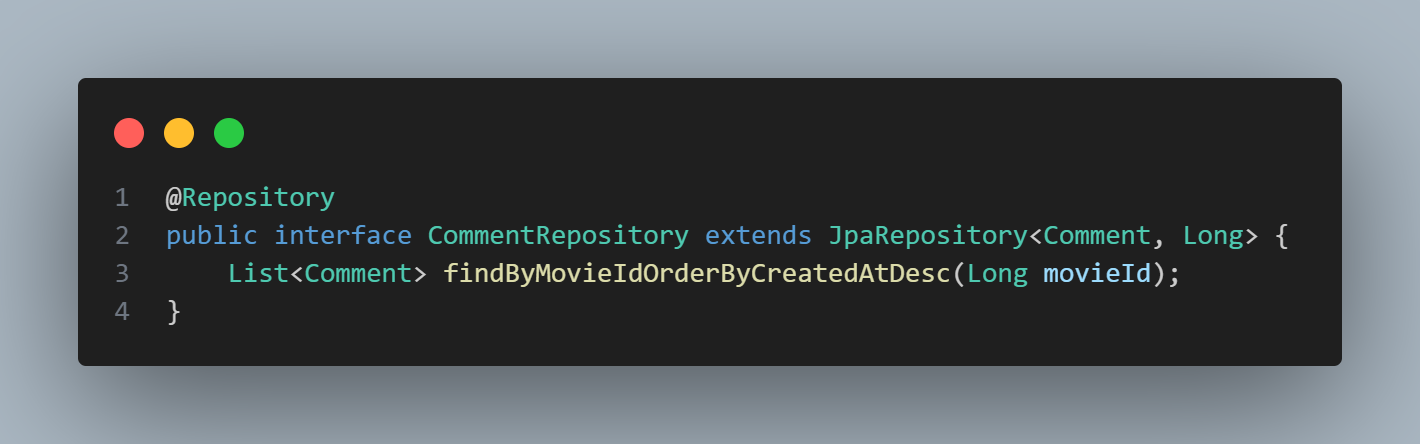 1 @Repository
2 public interface CommentRepository extends JpaRepository<Comment, Long> {
3     List<Comment> findByMovieIdOrderByCreatedAtDesc(Long movieId);
4 }